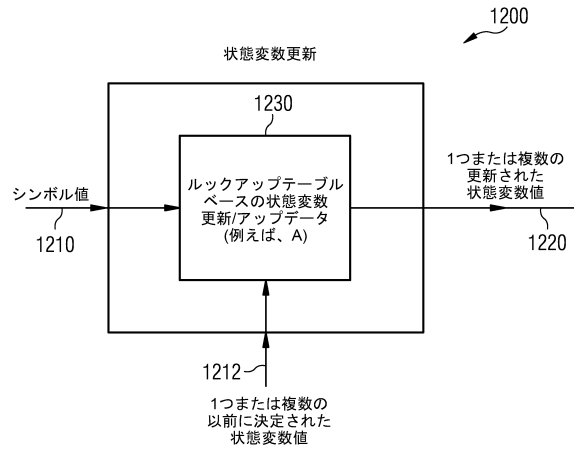 1200
状態変数更新
1230
ルックアップテーブル
ベースの状態変数
更新/アップデータ
(例えば、A)
シンボル値
1210
1つまたは複数の
更新された
状態変数値
1220
1212
1つまたは複数の
以前に決定された
状態変数値